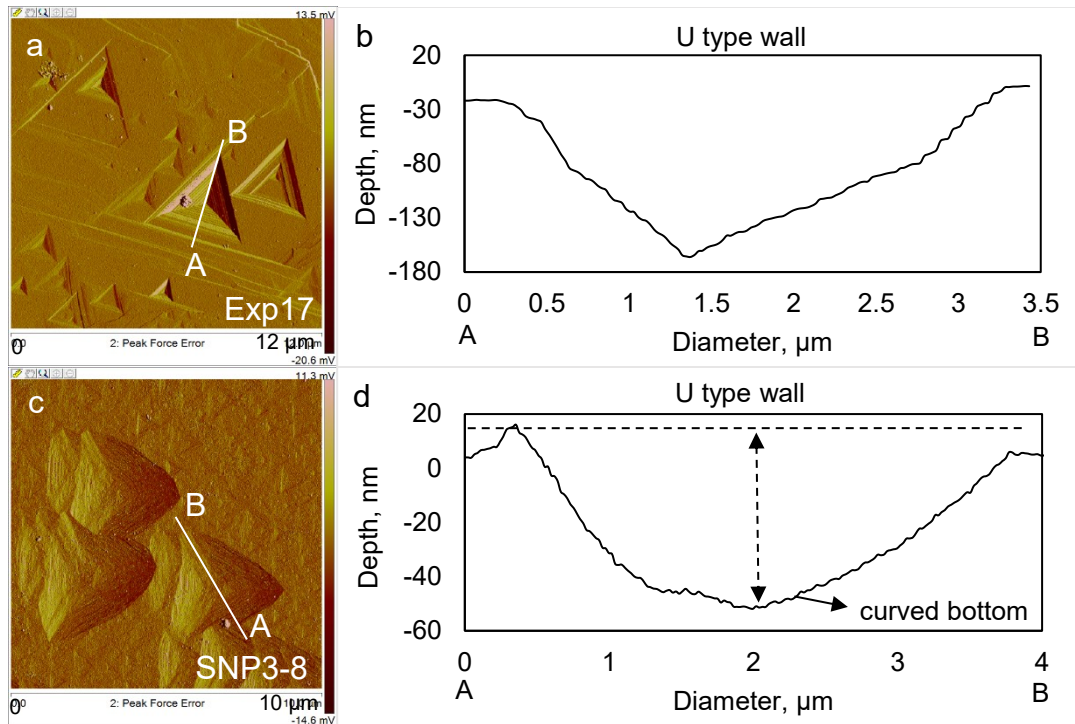 13.5 mV
a
B
A
Exp17
0
0.0
2: Peak Force Error
12 µm
-20.6 mV
b
U type wall
Depth, nm
20
-30
-80
-130
-180
0
0.5
1
1.5
2
2.5
3
3.5
A
Diameter, µm
B
11.3 mV
c
B
A
SNP3-8
0
2: Peak Force Error
10 µm
-14.6 mV
d
U type wall
Depth, nm
20
0
-20
-40
-60
curved bottom
0
1
2
3
4
A
Diameter, µm
B